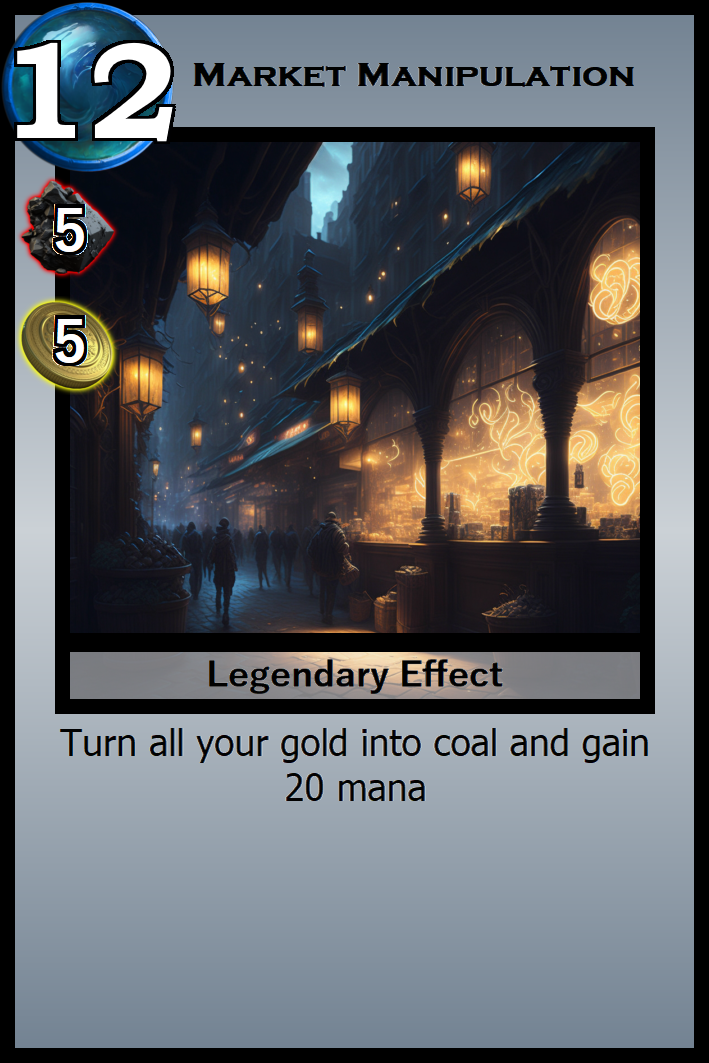 12
Market Manipulation
5
5
Legendary Effect
Turn all your gold into coal and gain
20 mana